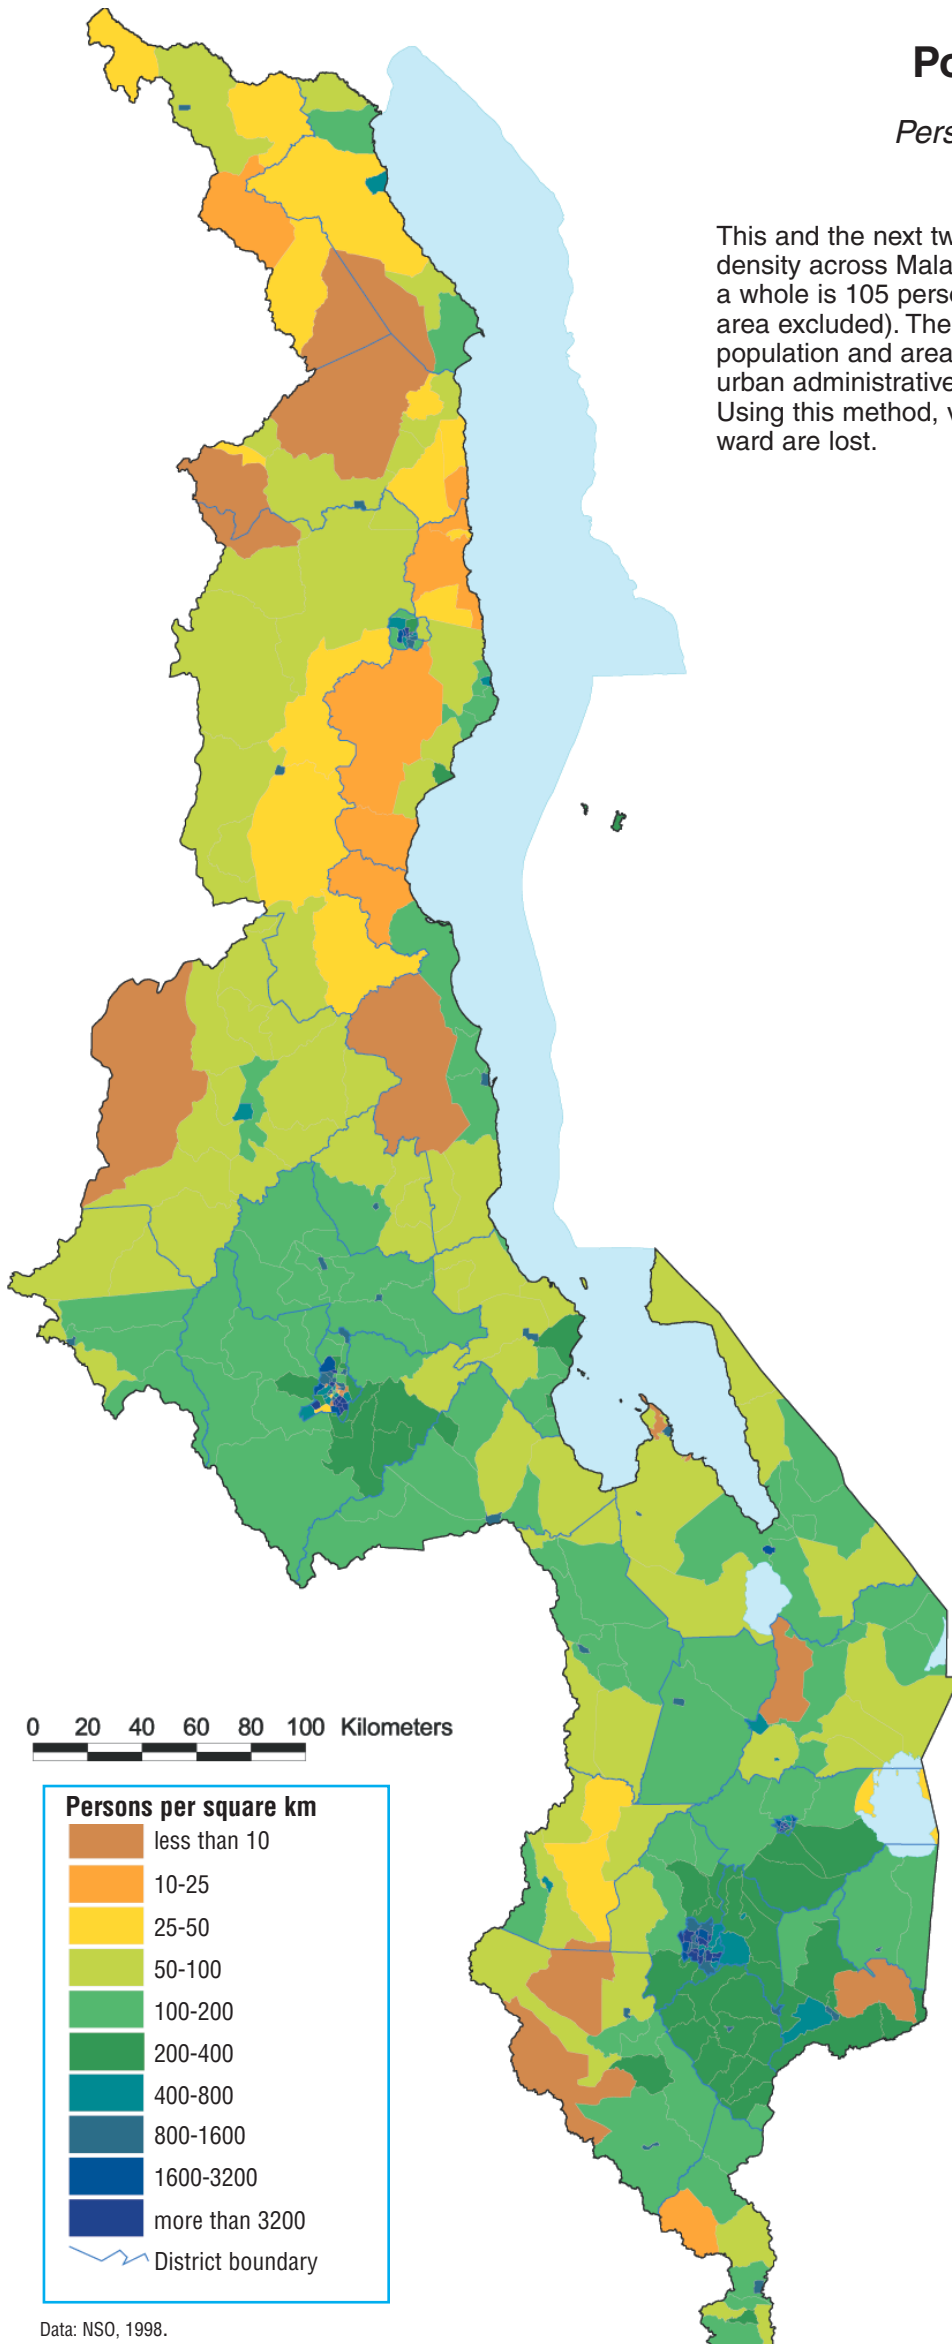 Po
Pers
This and the next tw
density across Mala
a whole is 105 perso
area excluded). The
population and area
urban administrative
Using this method, v
ward are lost.
0 20 40 60 80 100 Kilometers
Persons per square km
less than 10
10-25
25-50
50-100
100-200
200-400
400-800
800-1600
1600-3200
more than 3200
District boundary
Data: NSO, 1998.